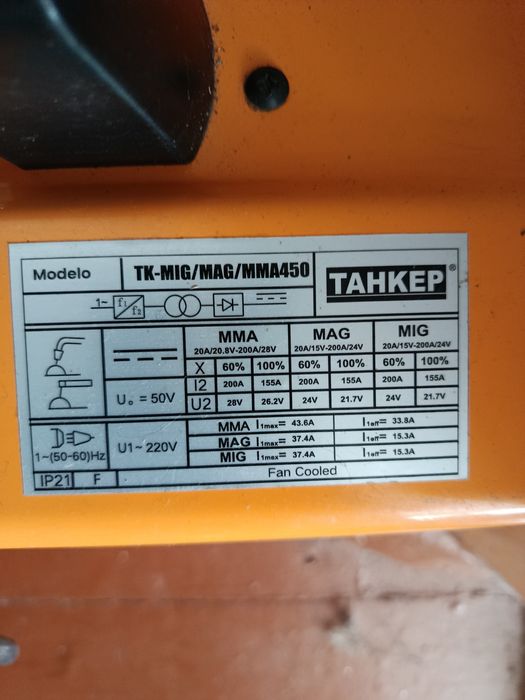 Modelo TK-MIG/MAG/MMA450 TAHKEP®
1~ f₁ f₂
MMA MAG MIG
20A/20.8V-200A/28V 20A/15V-200A/24V 20A/15V-200A/24V
X 60% 100% 60% 100% 60% 100%
I2 200A 155A 200A 155A 200A 155A
U₀ = 50V U2 28V 26.2V 24V 21.7V 24V 21.7V
1~(50-60)Hz U1~ 220V
MMA I1max= 43.6A I1eff= 33.8A
MAG I1max= 37.4A I1eff= 15.3A
MIG I1max= 37.4A I1eff= 15.3A
IP21 F Fan Cooled